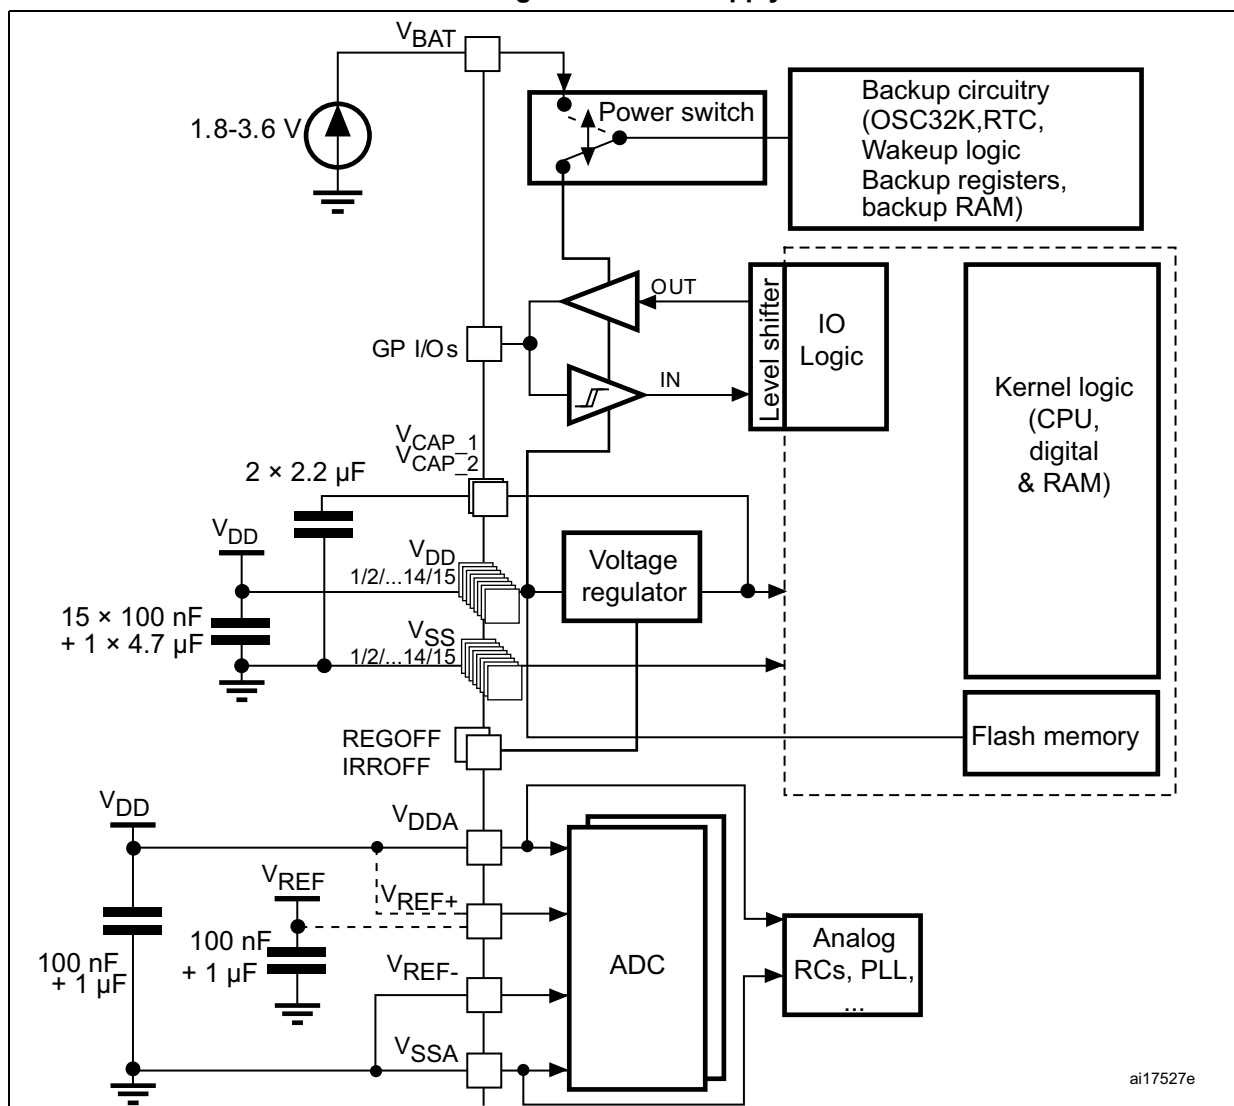 VBAT
1.8-3.6 V
Power switch
Backup circuitry
(OSC32K,RTC,
Wakeup logic
Backup registers,
backup RAM)
OUT
GP I/Os
IN
Level shifter
IO
Logic
Kernel logic
(CPU,
digital
& RAM)
VCAP_1
VCAP_2
2 × 2.2 µF
VDD
VDD
1/2/...14/15
Voltage
regulator
15 × 100 nF
+ 1 × 4.7 µF
VSS
1/2/...14/15
REGOFF
IRROFF
Flash memory
VDD
VDDA
VREF
VREF+
100 nF
+ 1 µF
100 nF
+ 1 µF
VREF-
ADC
Analog
RCs, PLL,
...
VSSA
ai17527e